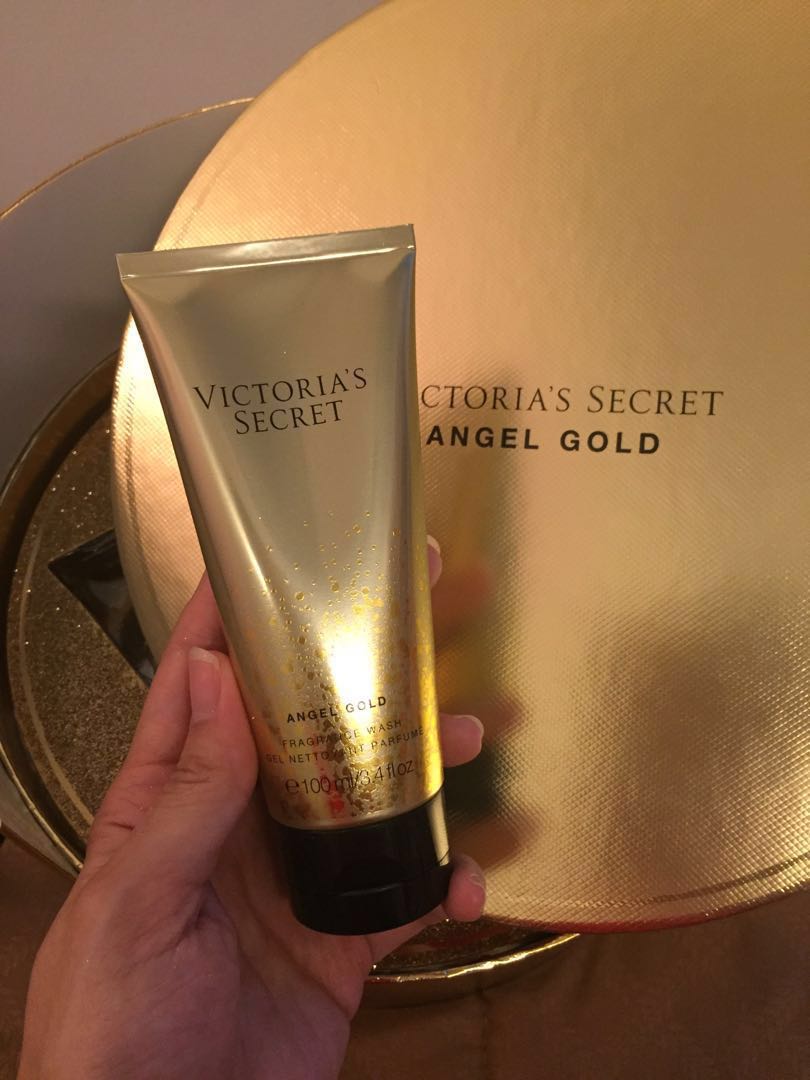 VICTORIA'S
SECRET
ANGEL GOLD
FRAGRANCE WASH
GEL NETTOYANT PARFUMÉ
℮100 ml/3.4 fl oz
CTORIA'S SECRET
ANGEL GOLD